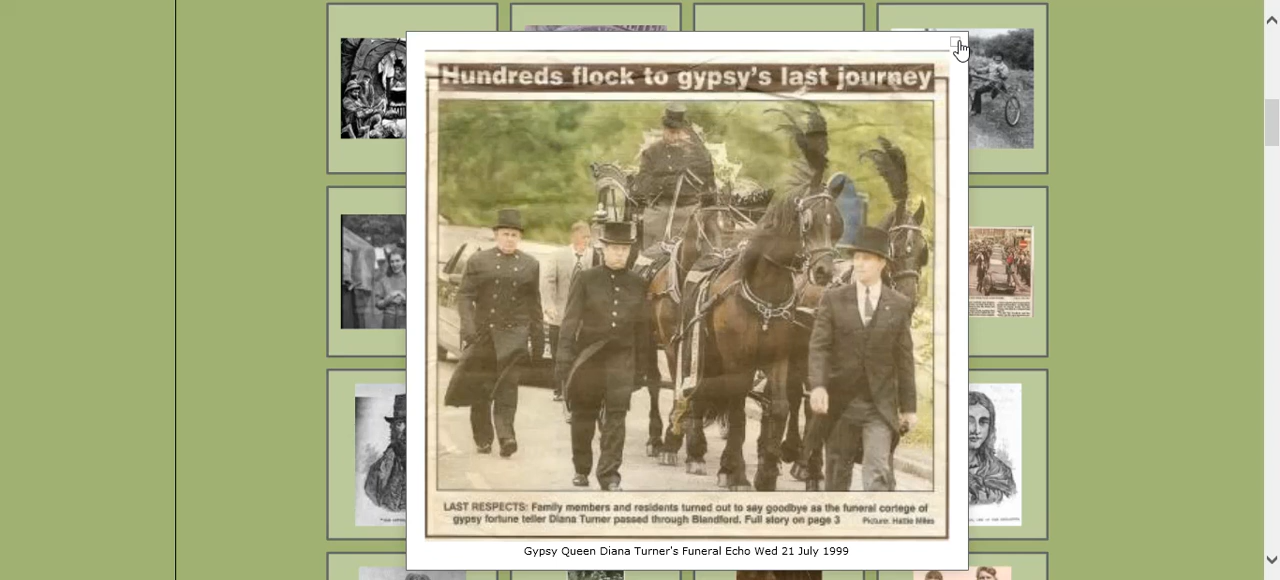 Hundreds flock to gypsy's last journey
LAST RESPECTS: Family members and residents turned out to say goodbye as the funeral cortege of
gypsy fortune teller Diana Turner passed through Blandford. Full story on page 3 Picture: Hattie Miles
Gypsy Queen Diana Turner's Funeral Echo Wed 21 July 1999